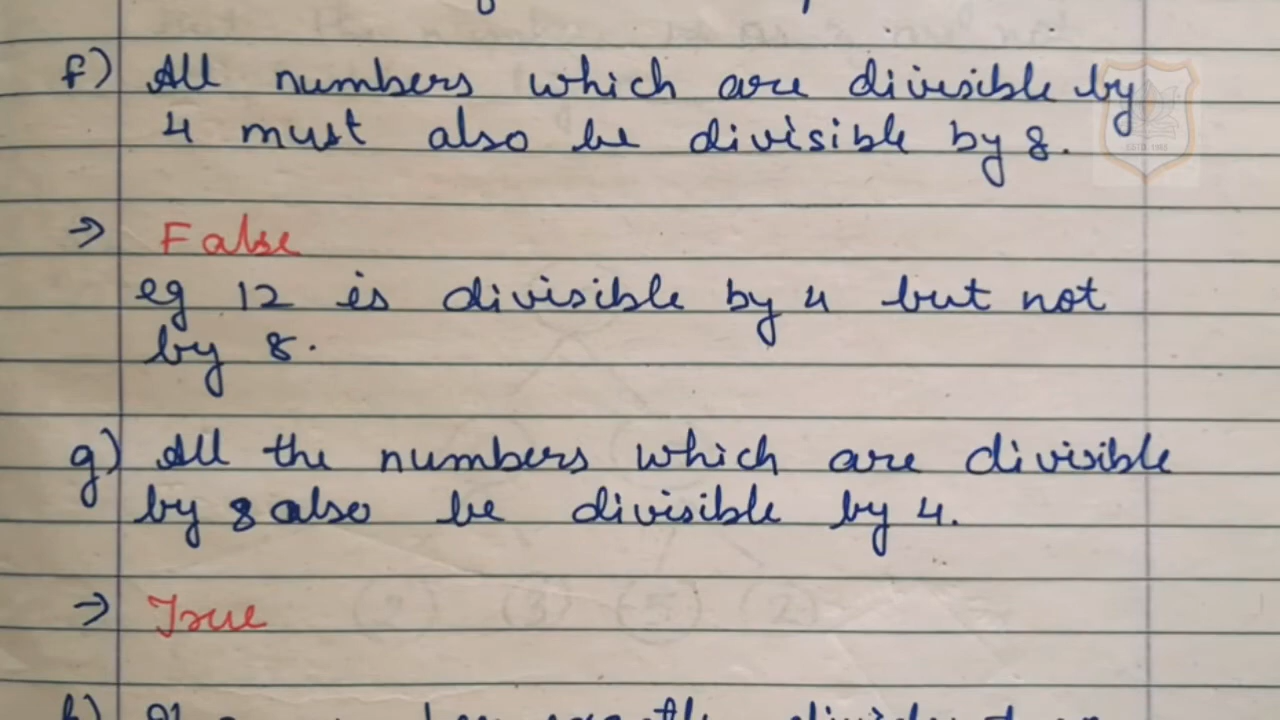 f) All numbers which are divisible by
4 must also be divisible by 8.
→ False
eg 12 is divisible by 4 but not
by 8.
g) All the numbers which are divisible
by 8 also be divisible by 4.
→ True
h)